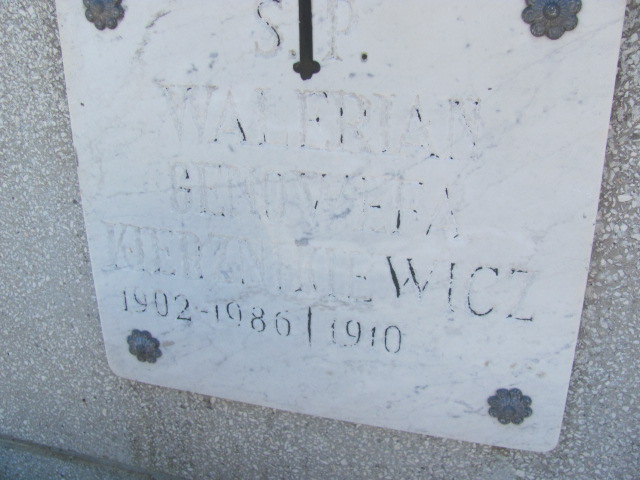 Ś.P.
WALERIAN
GENOWEFA
1902-1986 | 1910